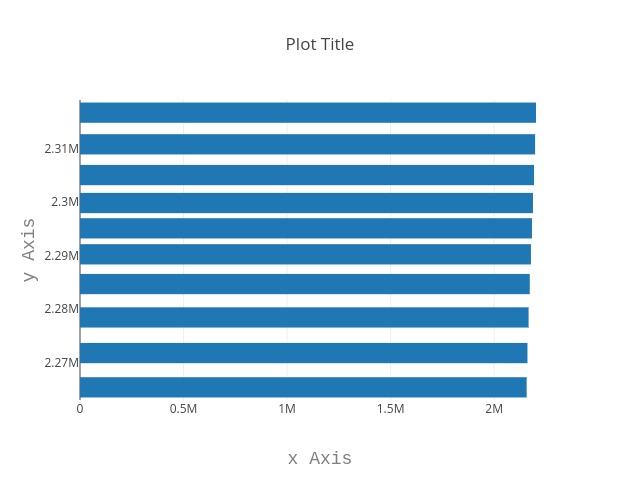 Plot Title
2.31M
2.3M
2.29M
2.28M
2.27M
y Axis
0 0.5M 1M 1.5M 2M
x Axis